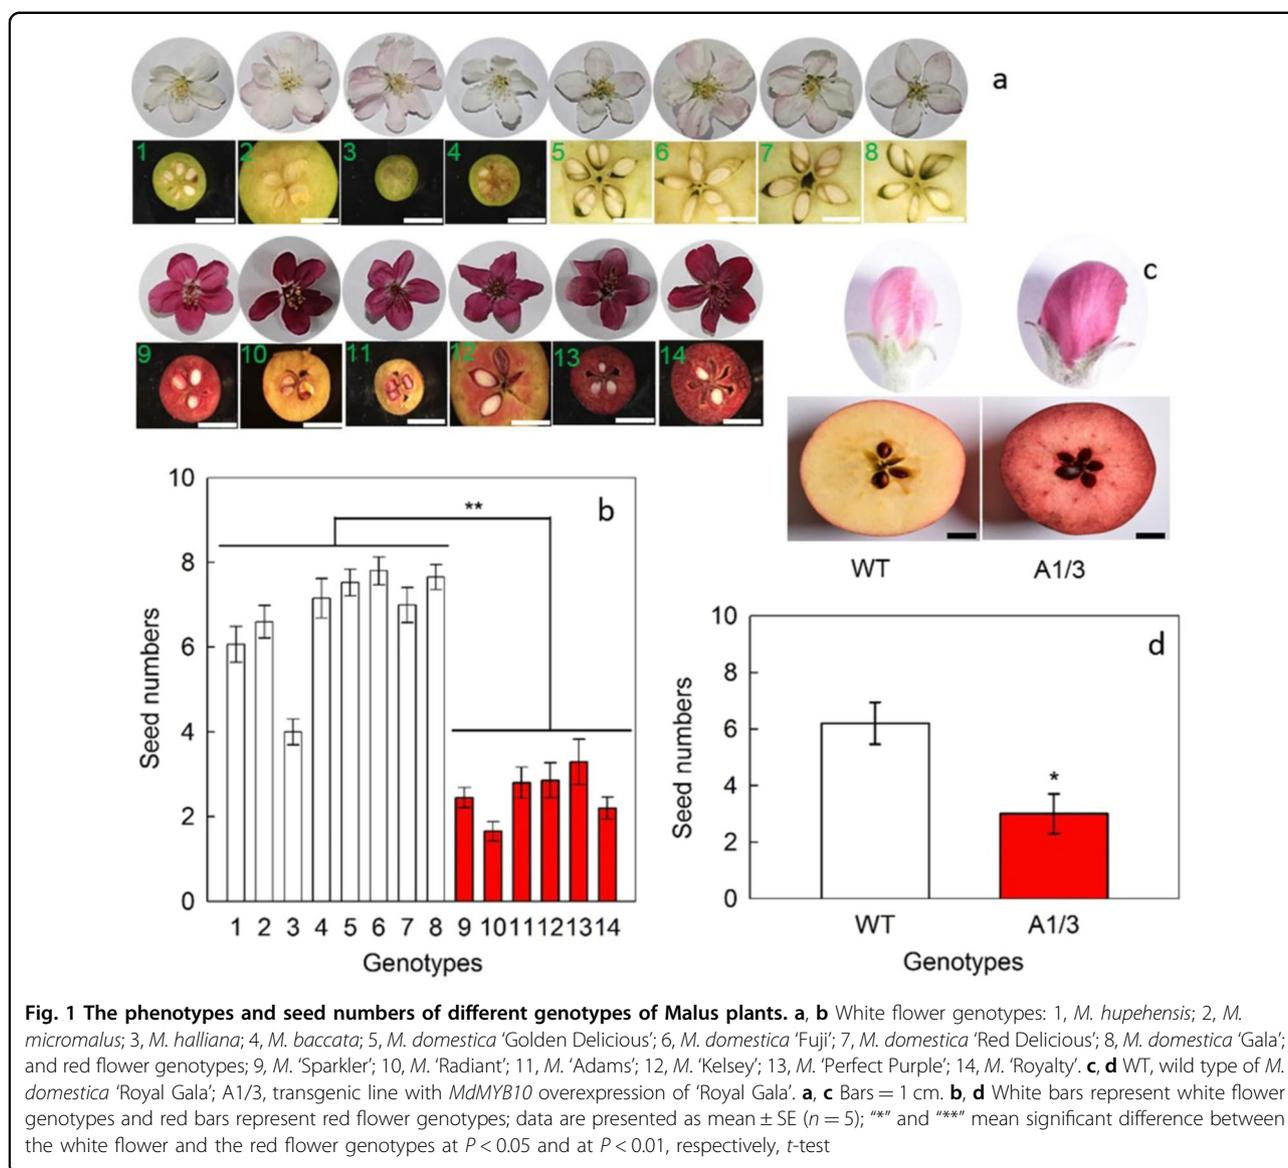 a
1 2 3 4 5 6 7 8
c
9 10 11 12 13 14
WT A1/3
b
**
10
8
6
4
2
0
Seed numbers
1 2 3 4 5 6 7 8 9 10 11 12 13 14
Genotypes
d
*
10
8
6
4
2
0
Seed numbers
WT A1/3
Genotypes
Fig. 1 The phenotypes and seed numbers of different genotypes of Malus plants. a, b White flower genotypes: 1, M. hupehensis; 2, M.
micromalus; 3, M. halliana; 4, M. baccata; 5, M. domestica ‘Golden Delicious’; 6, M. domestica ‘Fuji’; 7, M. domestica ‘Red Delicious’; 8, M. domestica ‘Gala’;
and red flower genotypes; 9, M. ‘Sparkler’; 10, M. ‘Radiant’; 11, M. ‘Adams’; 12, M. ‘Kelsey’; 13, M. ‘Perfect Purple’; 14, M. ‘Royalty’. c, d WT, wild type of M.
domestica ‘Royal Gala’; A1/3, transgenic line with MdMYB10 overexpression of ‘Royal Gala’. a, c Bars = 1 cm. b, d White bars represent white flower
genotypes and red bars represent red flower genotypes; data are presented as mean ± SE (n = 5); “*” and “**” mean significant difference between
the white flower and the red flower genotypes at P < 0.05 and at P < 0.01, respectively, t-test